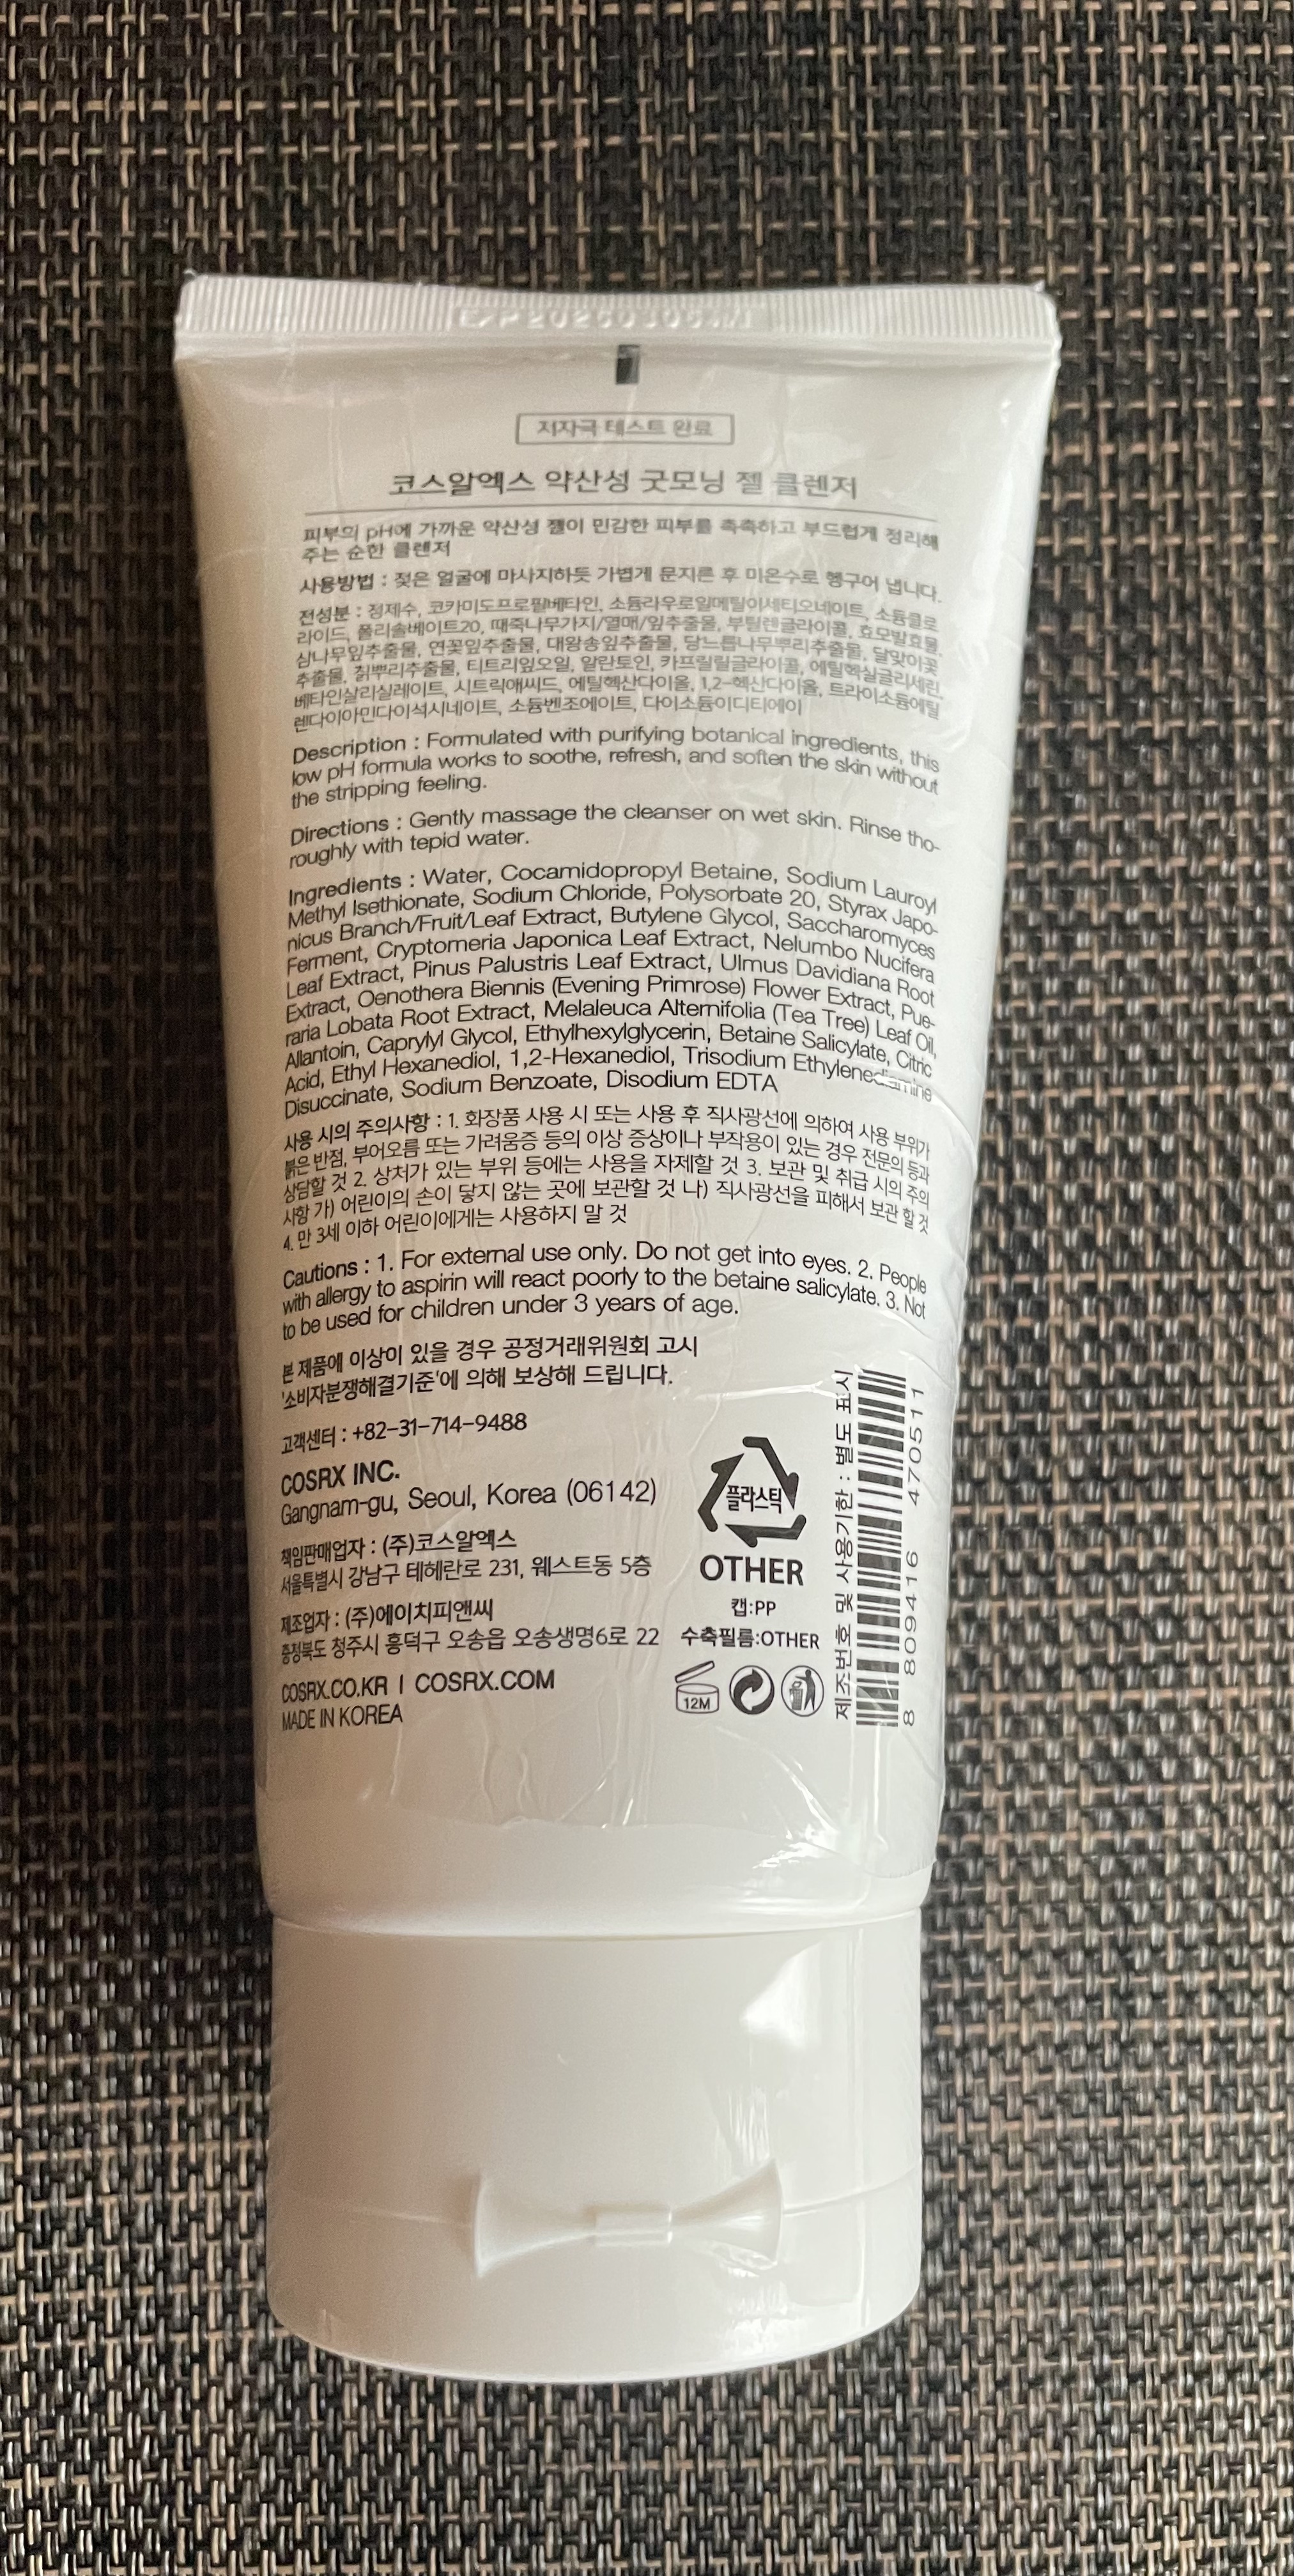 저자극 테스트 완료
코스알엑스 약산성 굿모닝 젤 클렌저
피부의 pH에 가까운 약산성 젤이 민감한 피부를 촉촉하고 부드럽게 정리해
주는 순한 클렌저
사용방법 : 젖은 얼굴에 마사지하듯 가볍게 문지른 후 미온수로 헹구어 냅니다.
전성분 : 정제수, 코카미도프로필베타인, 소듐라우로일메틸이세티오네이트, 소듐클로
라이드, 폴리솔베이트20, 때죽나무가지/열매/잎추출물, 부틸렌글라이콜, 효모발효물,
삼나무잎추출물, 연꽃잎추출물, 대왕송잎추출물, 당느릅나무뿌리추출물, 달맞이꽃
추출물, 칡뿌리추출물, 티트리잎오일, 알란토인, 카프릴릴글라이콜, 에틸헥실글리세린,
베타인살리실레이트, 시트릭애씨드, 에틸헥산다이올, 1,2-헥산다이올, 트라이소듐에틸
렌다이아민다이석시네이트, 소듐벤조에이트, 다이소듐이디티에이
Description : Formulated with purifying botanical ingredients, this
low pH formula works to soothe, refresh, and soften the skin without
the stripping feeling.
Directions : Gently massage the cleanser on wet skin. Rinse tho-
roughly with tepid water.
Ingredients : Water, Cocamidopropyl Betaine, Sodium Lauroyl
Methyl Isethionate, Sodium Chloride, Polysorbate 20, Styrax Japo-
nicus Branch/Fruit/Leaf Extract, Butylene Glycol, Saccharomyces
Ferment, Cryptomeria Japonica Leaf Extract, Nelumbo Nucifera
Leaf Extract, Pinus Palustris Leaf Extract, Ulmus Davidiana Root
Extract, Oenothera Biennis (Evening Primrose) Flower Extract, Pue-
raria Lobata Root Extract, Melaleuca Alternifolia (Tea Tree) Leaf Oil,
Allantoin, Caprylyl Glycol, Ethylhexylglycerin, Betaine Salicylate, Citric
Acid, Ethyl Hexanediol, 1,2-Hexanediol, Trisodium Ethylenediamine
Disuccinate, Sodium Benzoate, Disodium EDTA
사용 시의 주의사항 : 1. 화장품 사용 시 또는 사용 후 직사광선에 의하여 사용 부위가
붉은 반점, 부어오름 또는 가려움증 등의 이상 증상이나 부작용이 있는 경우 전문의 등과
상담할 것 2. 상처가 있는 부위 등에는 사용을 자제할 것 3. 보관 및 취급 시의 주의
사항 가) 어린이의 손이 닿지 않는 곳에 보관할 것 나) 직사광선을 피해서 보관 할 것
4. 만 3세 이하 어린이에게는 사용하지 말 것
Cautions : 1. For external use only. Do not get into eyes. 2. People
with allergy to aspirin will react poorly to the betaine salicylate. 3. Not
to be used for children under 3 years of age.
본 제품에 이상이 있을 경우 공정거래위원회 고시
'소비자분쟁해결기준'에 의해 보상해 드립니다.
고객센터 : +82-31-714-9488
COSRX INC.
Gangnam-gu, Seoul, Korea (06142)
책임판매업자 : (주)코스알엑스
서울특별시 강남구 테헤란로 231, 웨스트동 5층
제조업자 : (주)에이치피앤씨
충청북도 청주시 흥덕구 오송읍 오송생명6로 22
COSRX.CO.KR | COSRX.COM
MADE IN KOREA
플라스틱
OTHER
캡:PP
수축필름:OTHER
12M
제조번호 및 사용기한 : 별도 표시
8 809416 470511